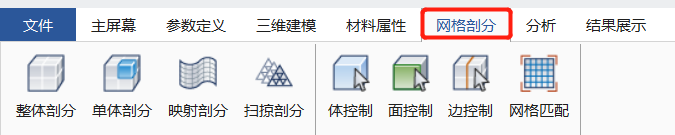 文件 主屏幕 参数定义 三维建模 材料属性 网格剖分 分析 结果展示
整体剖分 单体剖分 映射剖分 扫掠剖分 体控制 面控制 边控制 网格匹配